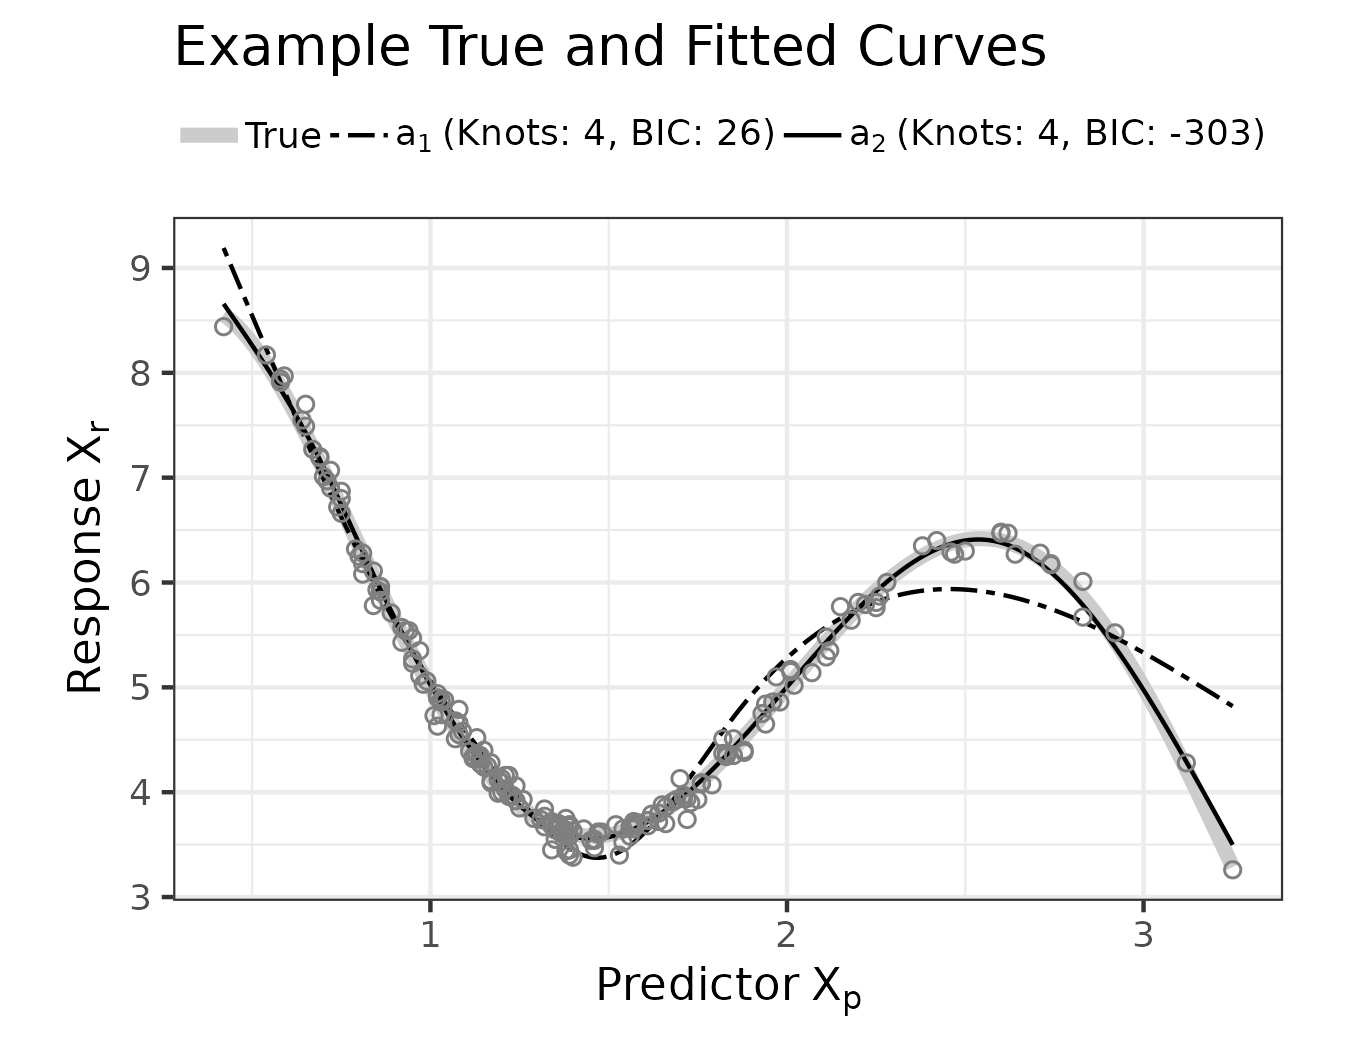 Example True and Fitted Curves
True a1 (Knots: 4, BIC: 26) a2 (Knots: 4, BIC: -303)
9
8
7
6
5
4
3
Response Xr
1 2 3
Predictor Xp